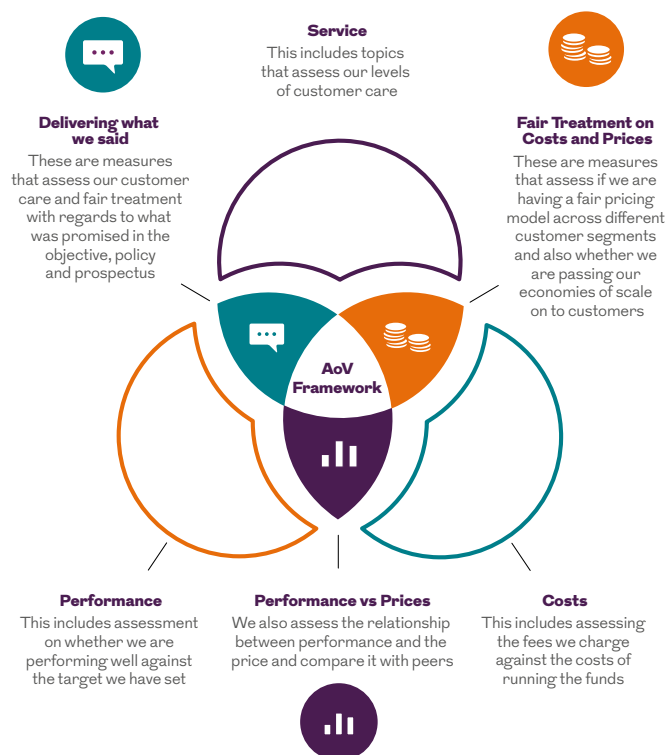 Service
This includes topics
that assess our levels
of customer care
Delivering what
we said
These are measures
that assess our customer
care and fair treatment
with regards to what
was promised in the
objective, policy
and prospectus
Fair Treatment on
Costs and Prices
These are measures
that assess if we are
having a fair pricing
model across different
customer segments
and also whether we
are passing our
economies of scale
on to customers
AoV
Framework
Performance
This includes assessment
on whether we are
performing well against
the target we have set
Performance vs Prices
We also assess the relationship
between performance and the
price and compare it with peers
Costs
This includes assessing
the fees we charge
against the costs of
running the funds